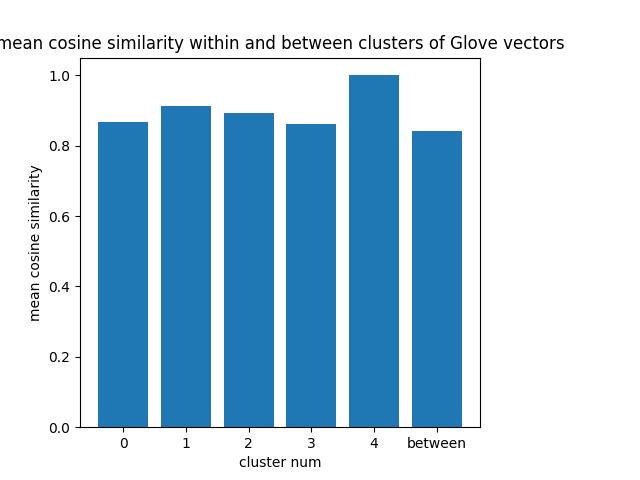 mean cosine similarity within and between clusters of Glove vectors
mean cosine similarity
1.0
0.8
0.6
0.4
0.2
0.0
0 1 2 3 4 between
cluster num